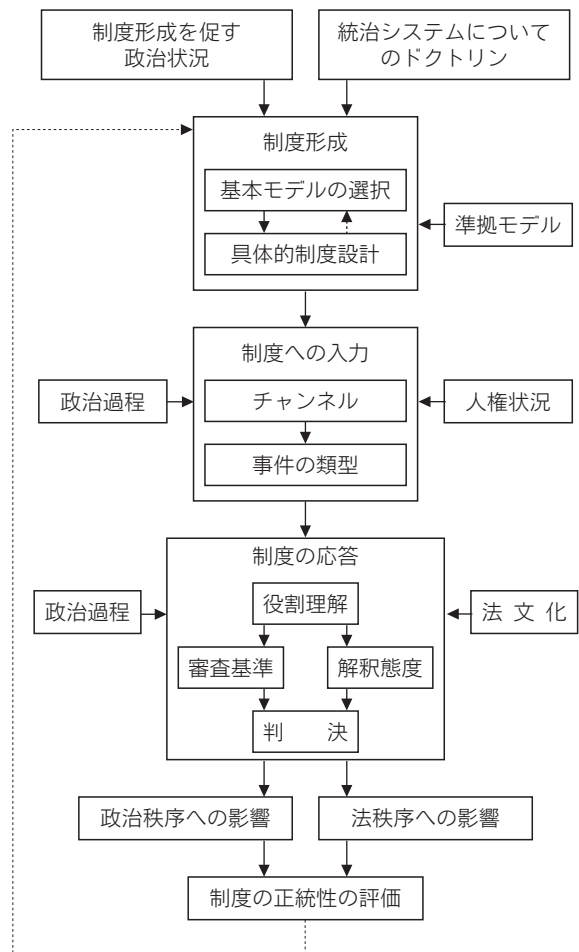 制度形成を促す
政治状況
統治システムについて
のドクトリン
制度形成
基本モデルの選択
具体的制度設計
準拠モデル
制度への入力
政治過程
チャンネル
人権状況
事件の類型
制度の応答
政治過程
役割理解
法 文 化
審査基準
解釈態度
判　　決
政治秩序への影響
法秩序への影響
制度の正統性の評価